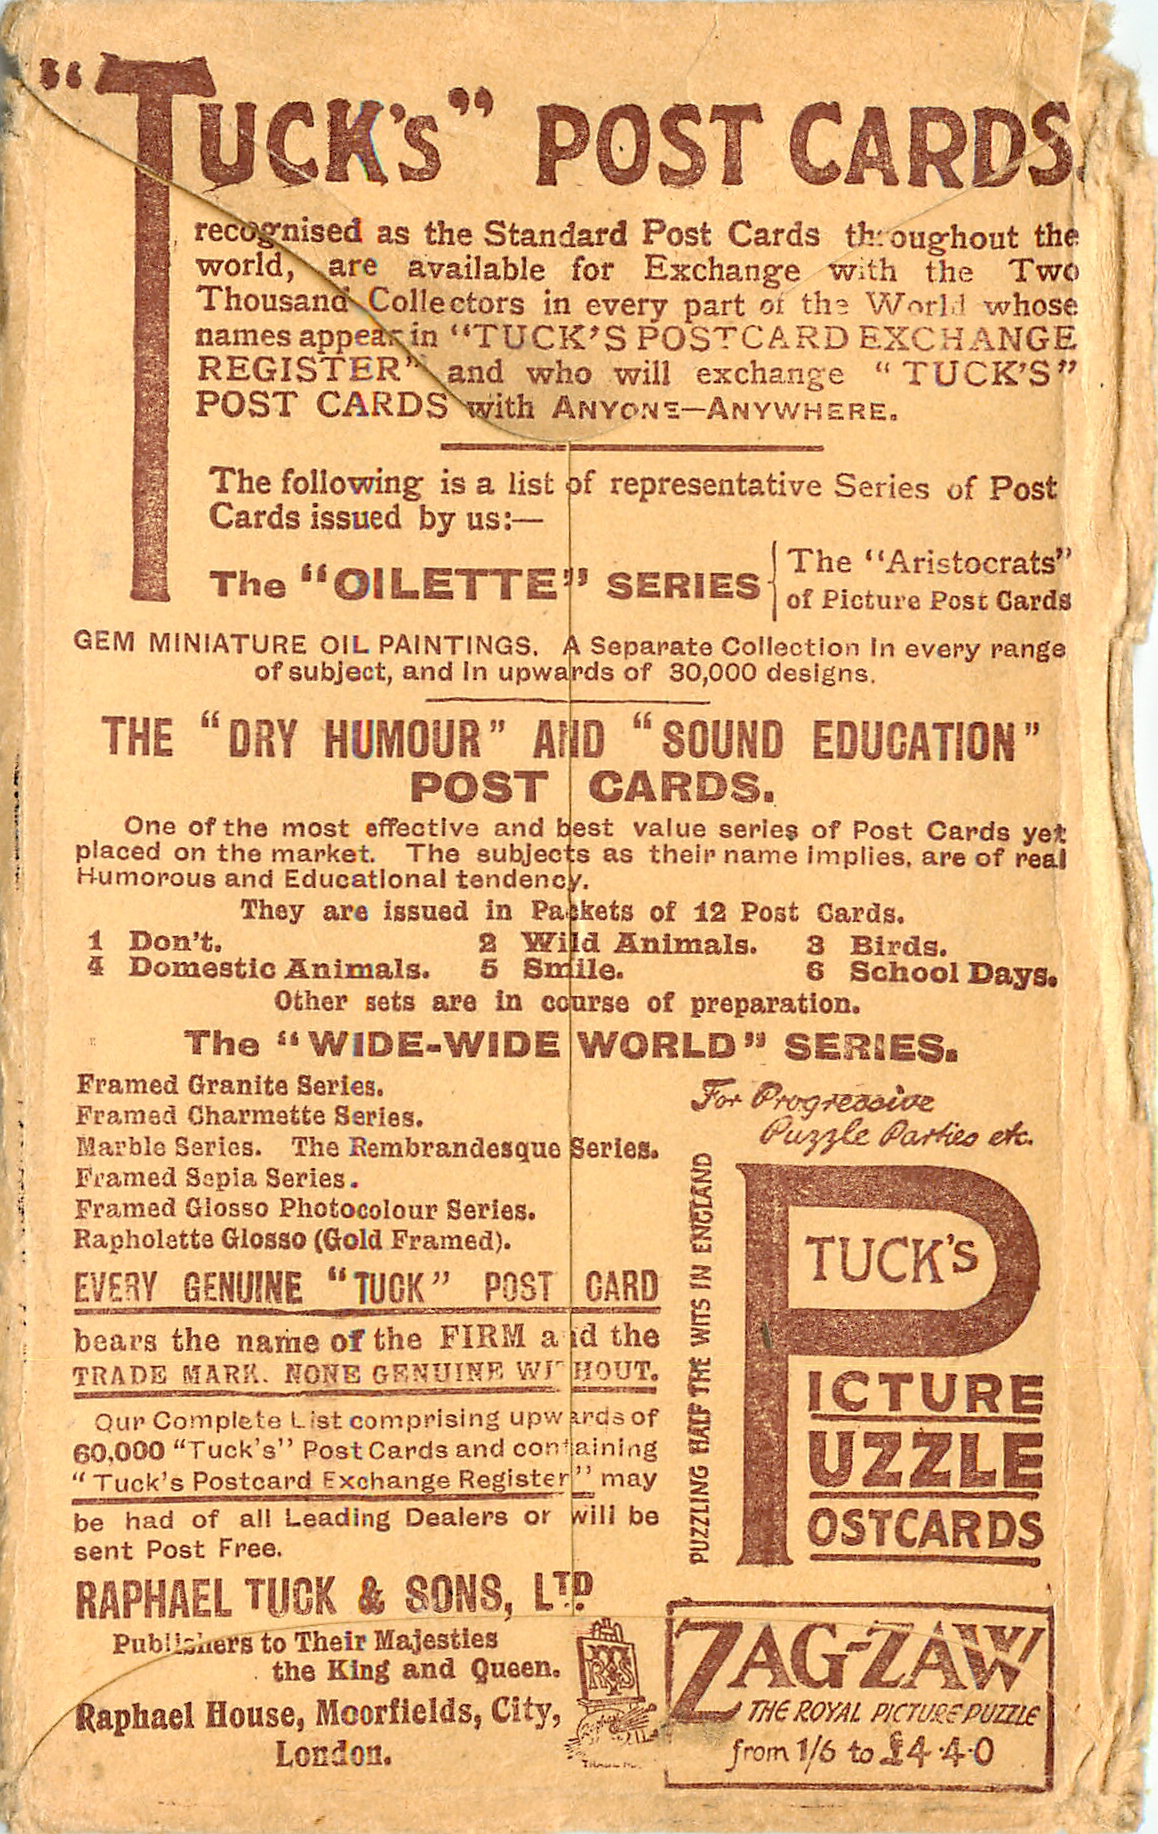 "TUCK'S" POST CARDS.
recognised as the Standard Post Cards throughout the
world, are available for Exchange with the Two
Thousand Collectors in every part of the World whose
names appear in "TUCK'S POSTCARD EXCHANGE
REGISTER" and who will exchange "TUCK'S"
POST CARDS with ANYONE—ANYWHERE.
The following is a list of representative Series of Post
Cards issued by us:—
The "OILETTE" SERIES
The "Aristocrats"
of Picture Post Cards
GEM MINIATURE OIL PAINTINGS. A Separate Collection in every range
of subject, and in upwards of 30,000 designs.
THE "DRY HUMOUR" AND "SOUND EDUCATION"
POST CARDS.
One of the most effective and best value series of Post Cards yet
placed on the market. The subjects as their name implies, are of real
Humorous and Educational tendency.
They are issued in Packets of 12 Post Cards.
1 Don't. 2 Wild Animals. 3 Birds.
4 Domestic Animals. 5 Smile. 6 School Days.
Other sets are in course of preparation.
The "WIDE-WIDE WORLD" SERIES.
Framed Granite Series.
Framed Charmette Series.
Marble Series. The Rembrandesque Series.
Framed Sepia Series.
Framed Glosso Photocolour Series.
Rapholette Glosso (Gold Framed).
EVERY GENUINE "TUCK" POST CARD
bears the name of the FIRM and the
TRADE MARK. NONE GENUINE WITHOUT.
Our Complete List comprising upwards of
60,000 "Tuck's" Post Cards and containing
"Tuck's Postcard Exchange Register" may
be had of all Leading Dealers or will be
sent Post Free.
RAPHAEL TUCK & SONS, LTD
Publishers to Their Majesties
the King and Queen.
Raphael House, Moorfields, City,
London.
For Progressive
Puzzle Parties etc.
PUZZLING HALF THE WITS IN ENGLAND
TUCK'S
PICTURE
PUZZLE
POSTCARDS
ZAG-ZAW
THE ROYAL PICTURE PUZZLE
from 1/6 to £4·4·0